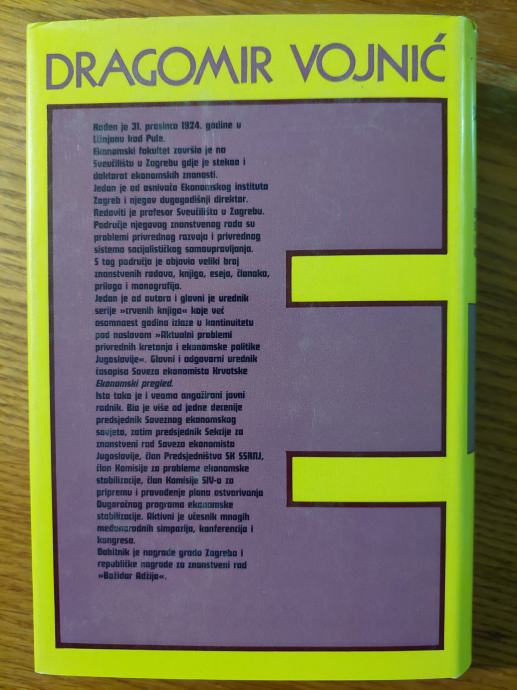 DRAGOMIR VOJNIĆ
Rođen je 31. prosinca 1924. godine u
Ližnjanu kod Pule.
Ekonomski fakultet završio je na
Sveučilištu u Zagrebu gdje je stekao i
doktorat ekonomskih znanosti.
Jedan je od osnivača Ekonomskog instituta
Zagreb i njegov dugogodišnji direktor.
Redoviti je profesor Sveučilišta u Zagrebu.
Područje njegovog znanstvenog rada su
problemi privrednog razvoja i privrednog
sistema socijalističkog samoupravljanja.
S tog područja je objavio veliki broj
znanstvenih radova, knjiga, eseja, članaka,
priloga i monografija.
Jedan je od autora i glavni je urednik
serije »crvenih knjiga« koje već
osamnaest godina izlaze u kontinuitetu
pod naslovom »Aktualni problemi
privrednih kretanja i ekonomske politike
Jugoslavije«. Glavni i odgovorni urednik
časopisa Saveza ekonomista Hrvatske
Ekonomski pregled.
Isto tako je i veoma angažirani javni
radnik. Bio je više od jedne decenije
predsjednik Saveznog ekonomskog
savjeta, zatim predsjednik Sekcije za
znanstveni rad Saveza ekonomista
Jugoslavije, član Predsjedništva SK SSRNJ,
član Komisije za probleme ekonomske
stabilizacije, član Komisije SIV-a za
pripremu i provođenje plana ostvarivanja
Dugoročnog programa ekonomske
stabilizacije. Aktivni je učesnik mnogih
međunarodnih simpozija, konferencija i
kongresa.
Dobitnik je nagrade grada Zagreba i
republičke nagrade za znanstveni rad
»Božidar Adžija«.